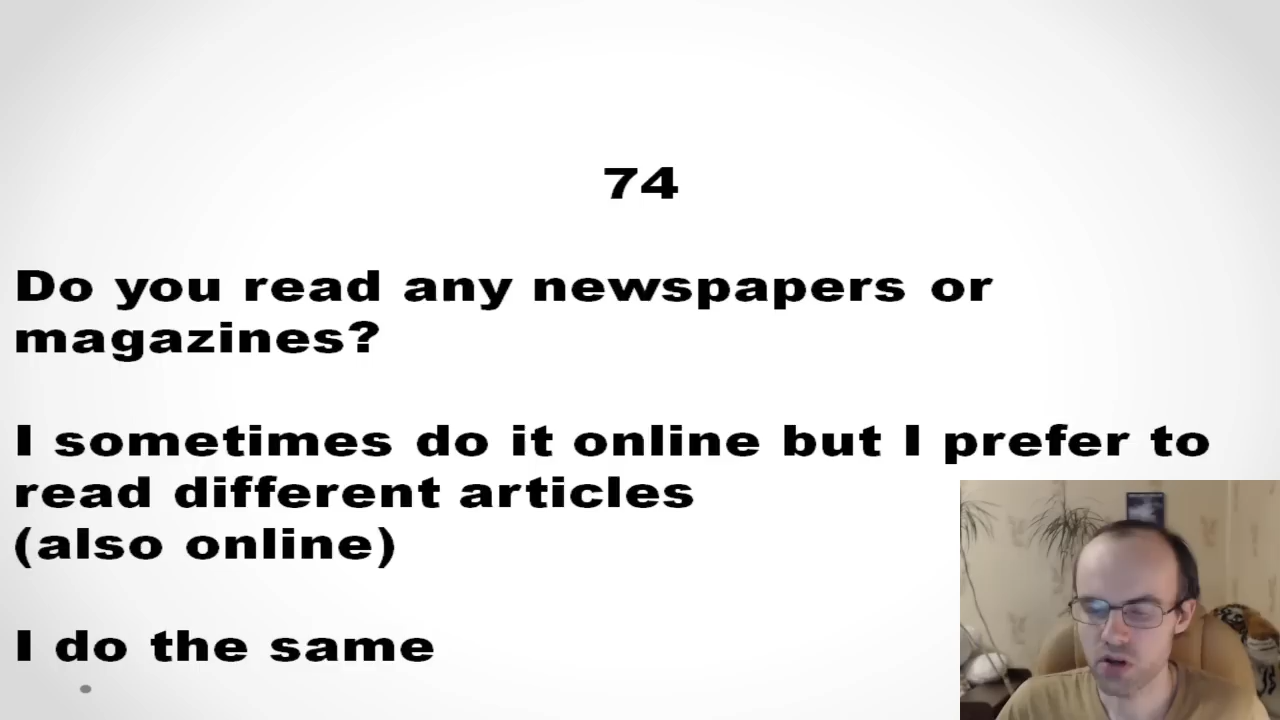 74
Do you read any newspapers or
magazines?
I sometimes do it online but I prefer to
read different articles
(also online)
I do the same